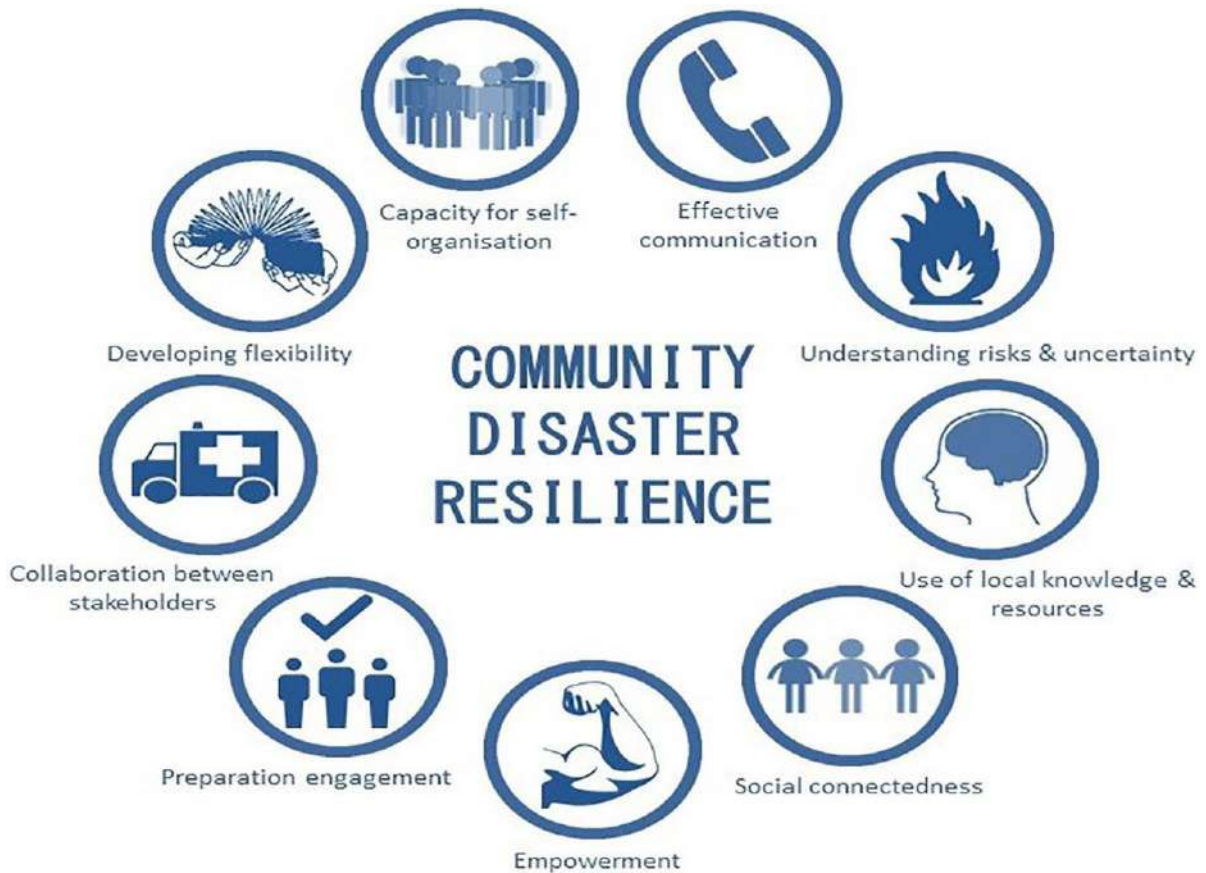 Capacity for self-
organisation
Effective
communication
Developing flexibility
Understanding risks & uncertainty
COMMUNITY
DISASTER
RESILIENCE
Collaboration between
stakeholders
Use of local knowledge &
resources
Preparation engagement
Social connectedness
Empowerment